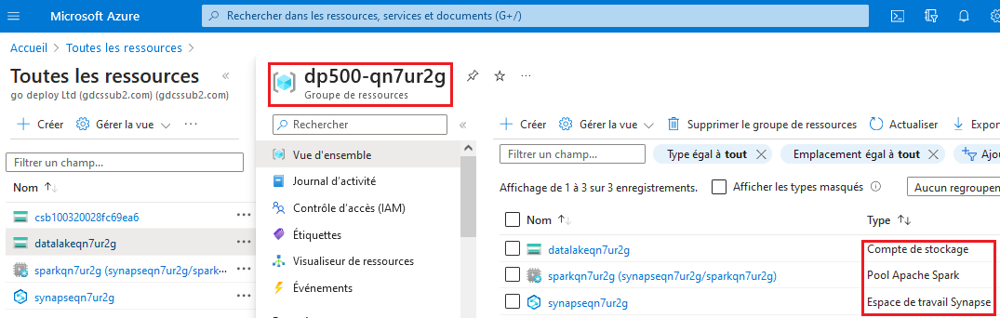 Microsoft Azure
Rechercher dans les ressources, services et documents (G+/)
Accueil > Toutes les ressources >
Toutes les ressources «
go deploy Ltd (gdcssub2.com) (gdcssub2.com)
+ Créer Gérer la vue ...
Filtrer un champ...
Nom ↑↓
csb100320028fc69ea6 ...
datalakeqn7ur2g ...
sparkqn7ur2g (synapseqn7ur2g/spark... ...
synapseqn7ur2g ...
dp500-qn7ur2g ...
Groupe de ressources
Rechercher «
Vue d'ensemble
Journal d'activité
Contrôle d'accès (IAM)
Étiquettes
Visualiseur de ressources
Événements
+ Créer Gérer la vue Supprimer le groupe de ressources Actualiser Expor
Filtrer un champ... Type égal à tout × Emplacement égal à tout × Ajou
Affichage de 1 à 3 sur 3 enregistrements. Afficher les types masqués Aucun regroupen
Nom ↑↓ Type ↑↓
datalakeqn7ur2g Compte de stockage
sparkqn7ur2g (synapseqn7ur2g/sparkqn7ur2g) Pool Apache Spark
synapseqn7ur2g Espace de travail Synapse